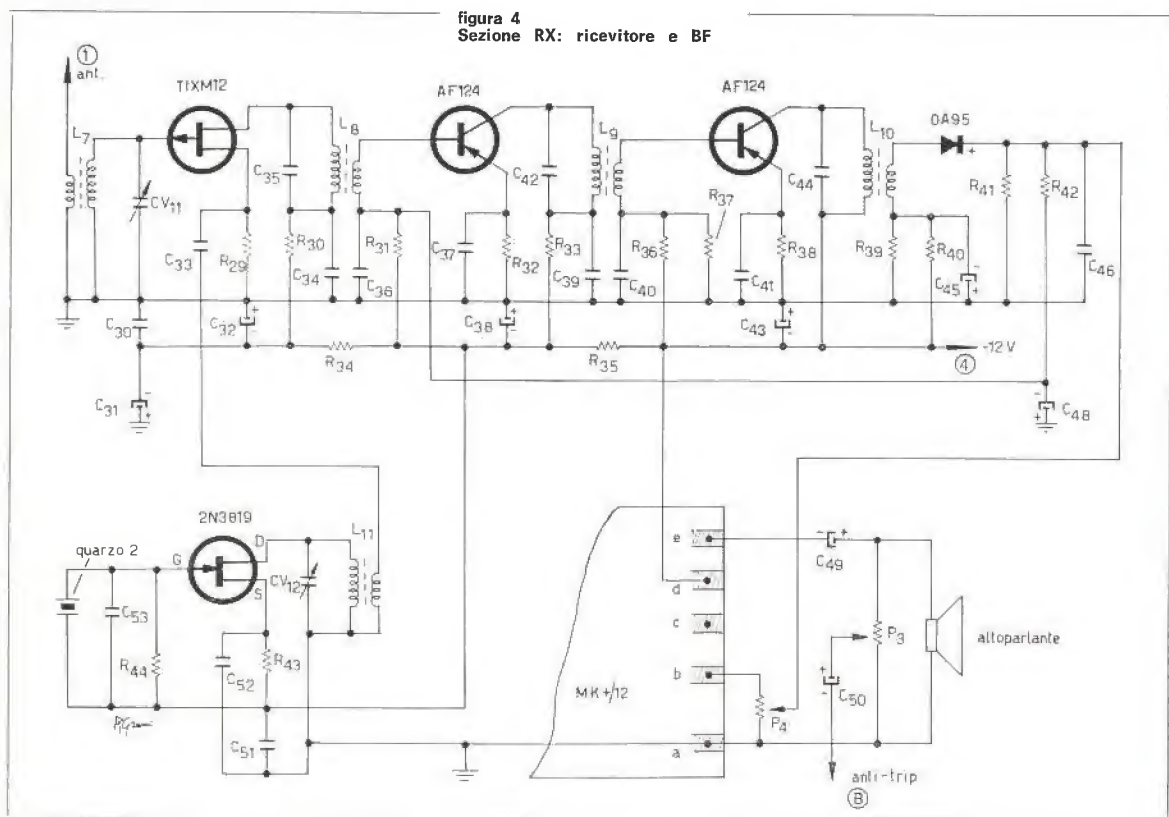 figura 4
Sezione RX: ricevitore e BF
1
ant.
TIXM12
AF124
AF124
L7
L8
L9
L10
OA95
C35
C42
C44
R37
R41
R42
CV11
C33
R29
R30
C34
C36
R31
C37
R32
R33
C39
C40
R36
C41
R38
R39
R40
C45
C46
C30
C32
C38
C43
R34
R35
-12 V
4
C31
C48
2N3819
quarzo 2
G
D
S
CV12
L11
C53
R44
C52
R43
C51
MK+/12
e
d
c
b
a
C49
P3
C50
P4
altoparlante
anti-trip
B